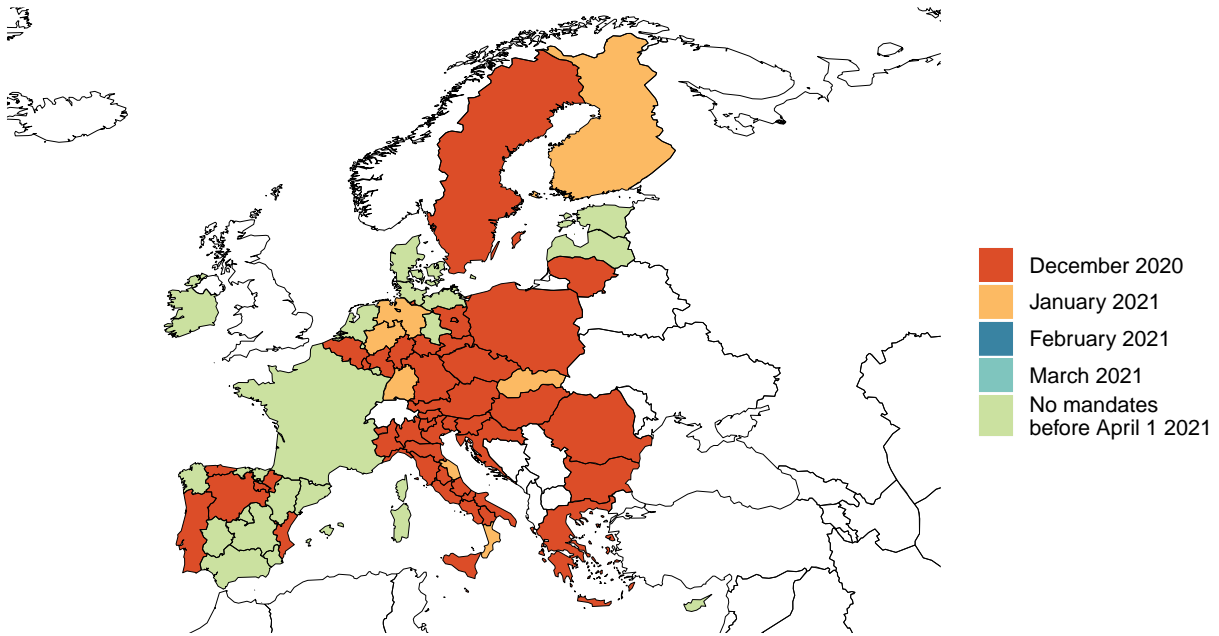 December 2020
January 2021
February 2021
March 2021
No mandates
before April 1 2021